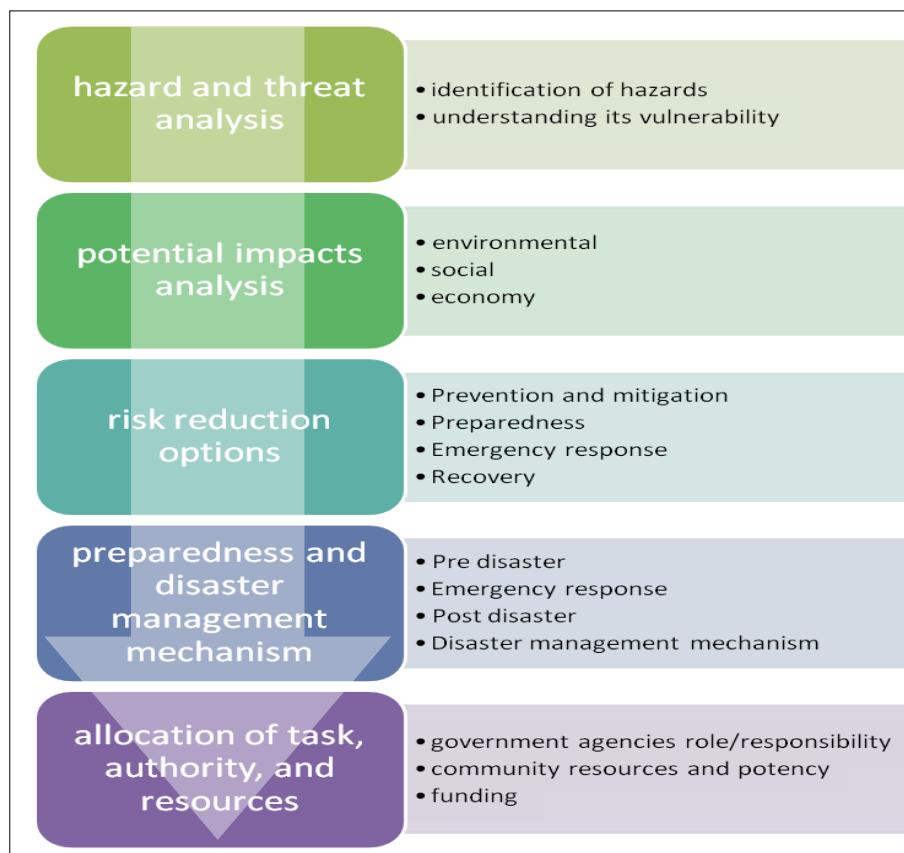 hazard and threat
analysis
• identification of hazards
• understanding its vulnerability
potential impacts
analysis
• environmental
• social
• economy
risk reduction
options
• Prevention and mitigation
• Preparedness
• Emergency response
• Recovery
preparedness and
disaster
management
mechanism
• Pre disaster
• Emergency response
• Post disaster
• Disaster management mechanism
allocation of task,
authority, and
resources
• government agencies role/responsibility
• community resources and potency
• funding